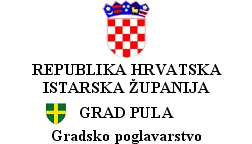 REPUBLIKA HRVATSKA
ISTARSKA ŽUPANIJA
GRAD PULA
Gradsko poglavarstvo